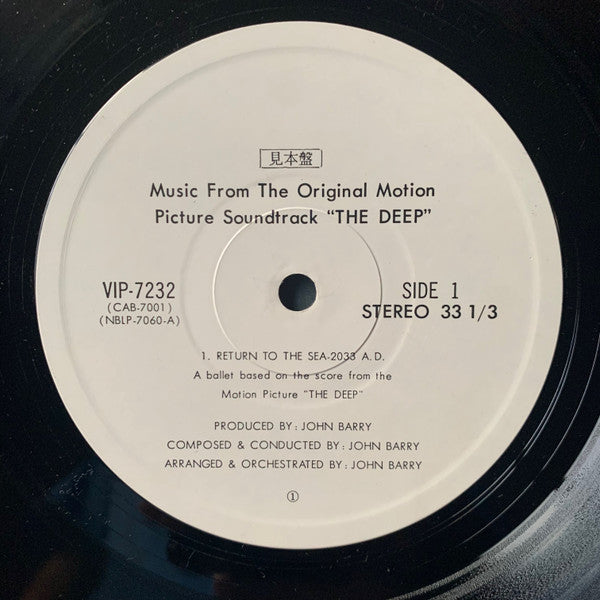 見本盤
Music From The Original Motion
Picture Soundtrack "THE DEEP"
VIP-7232
(CAB-7001)
(NBLP-7060-A)
SIDE 1
STEREO 33 1/3
1. RETURN TO THE SEA-2033 A.D.
A ballet based on the score from the
Motion Picture "THE DEEP"
PRODUCED BY: JOHN BARRY
COMPOSED & CONDUCTED BY: JOHN BARRY
ARRANGED & ORCHESTRATED BY: JOHN BARRY
①